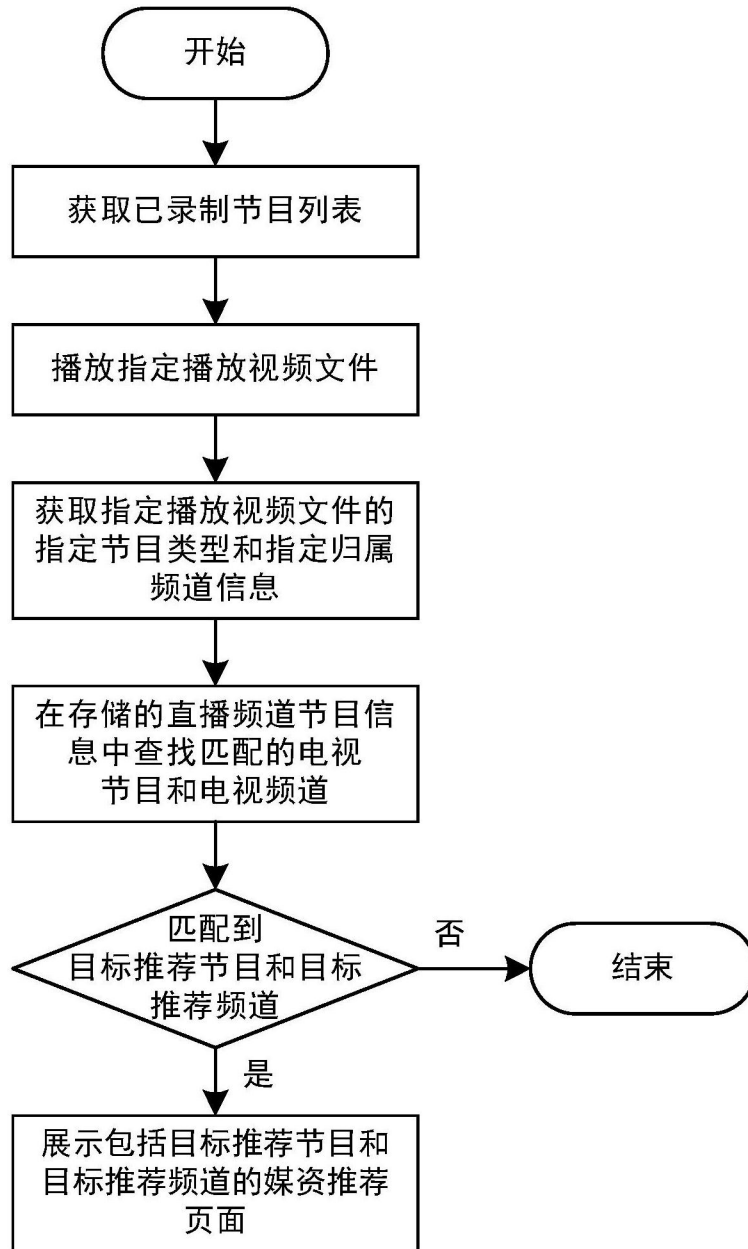 开始
获取已录制节目列表
播放指定播放视频文件
获取指定播放视频文件的
指定节目类型和指定归属
频道信息
在存储的直播频道节目信
息中查找匹配的电视
节目和电视频道
匹配到
目标推荐节目和目标
推荐频道
否
结束
是
展示包括目标推荐节目和
目标推荐频道的媒资推荐
页面